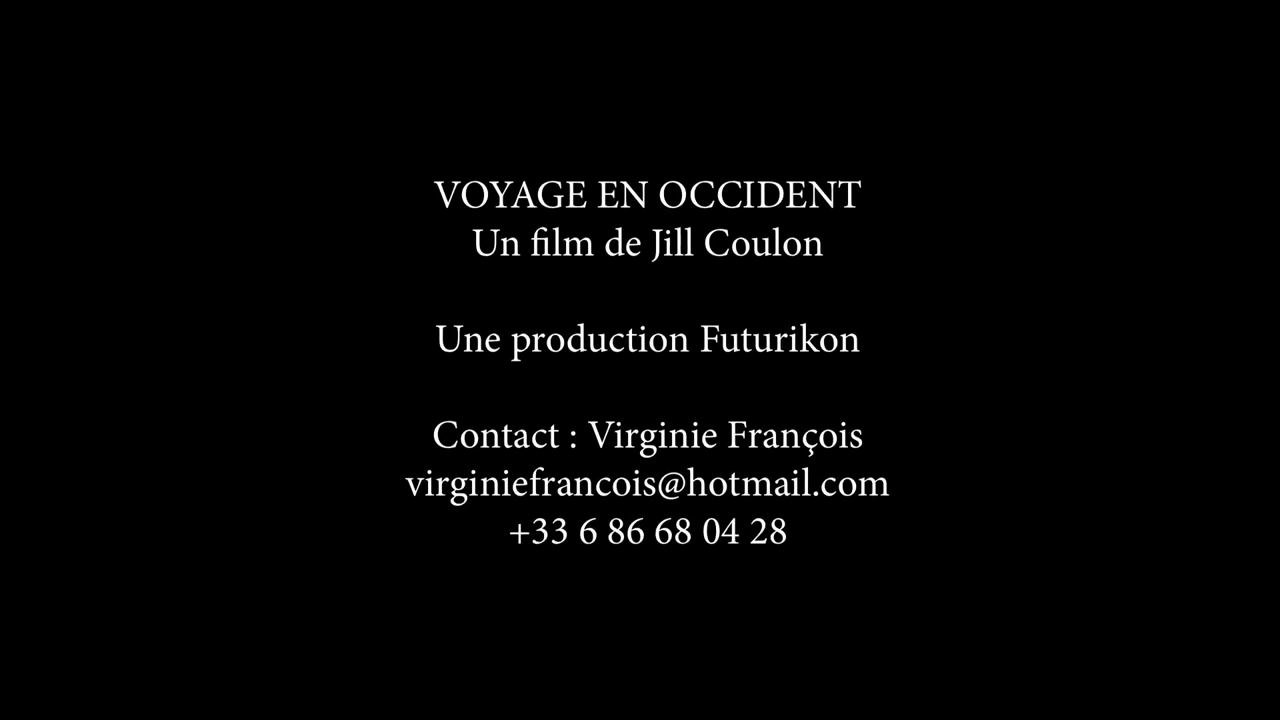 VOYAGE EN OCCIDENT
Un film de Jill Coulon
Une production Futurikon
Contact : Virginie François
virginiefrancois@hotmail.com
+33 6 86 68 04 28